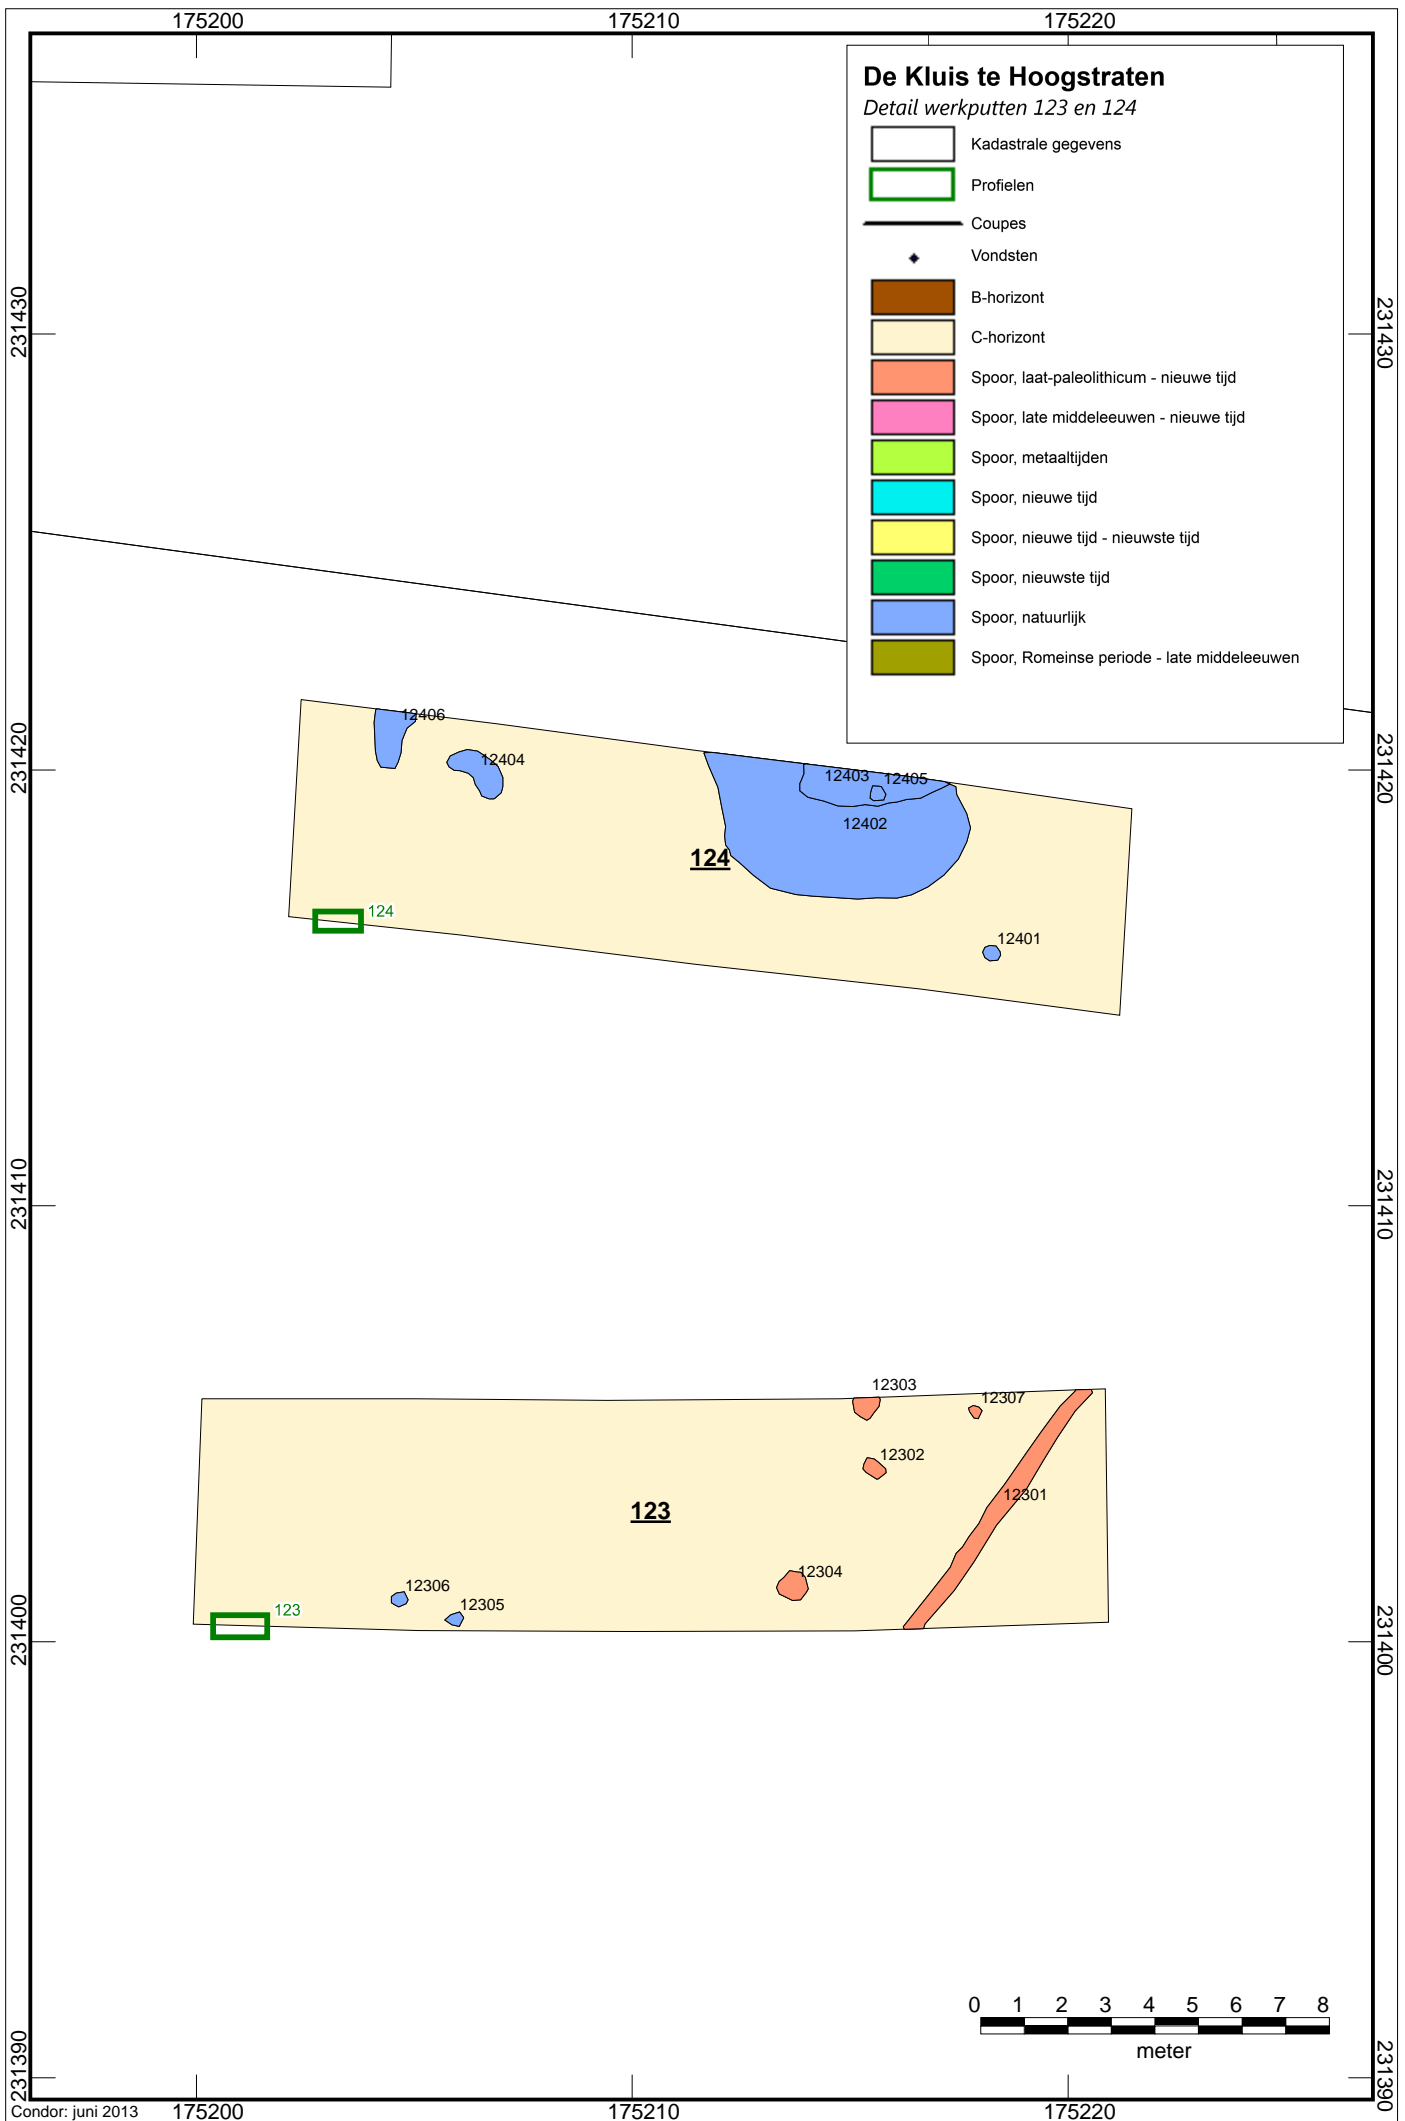 175200 175210 175220
De Kluis te Hoogstraten
Detail werkputten 123 en 124
Kadastrale gegevens
Profielen
Coupes
Vondsten
B-horizont
C-horizont
Spoor, laat-paleolithicum - nieuwe tijd
Spoor, late middeleeuwen - nieuwe tijd
Spoor, metaaltijden
Spoor, nieuwe tijd
Spoor, nieuwe tijd - nieuwste tijd
Spoor, nieuwste tijd
Spoor, natuurlijk
Spoor, Romeinse periode - late middeleeuwen
231430 231430
12406
12404
231420 231420
12403 12405
12402
124
124
12401
231410 231410
12303
12307
12302
12301
123
12304
12306
12305
123
231400 231400
0 1 2 3 4 5 6 7 8
meter
231390 231390
Condor: juni 2013
175200 175210 175220